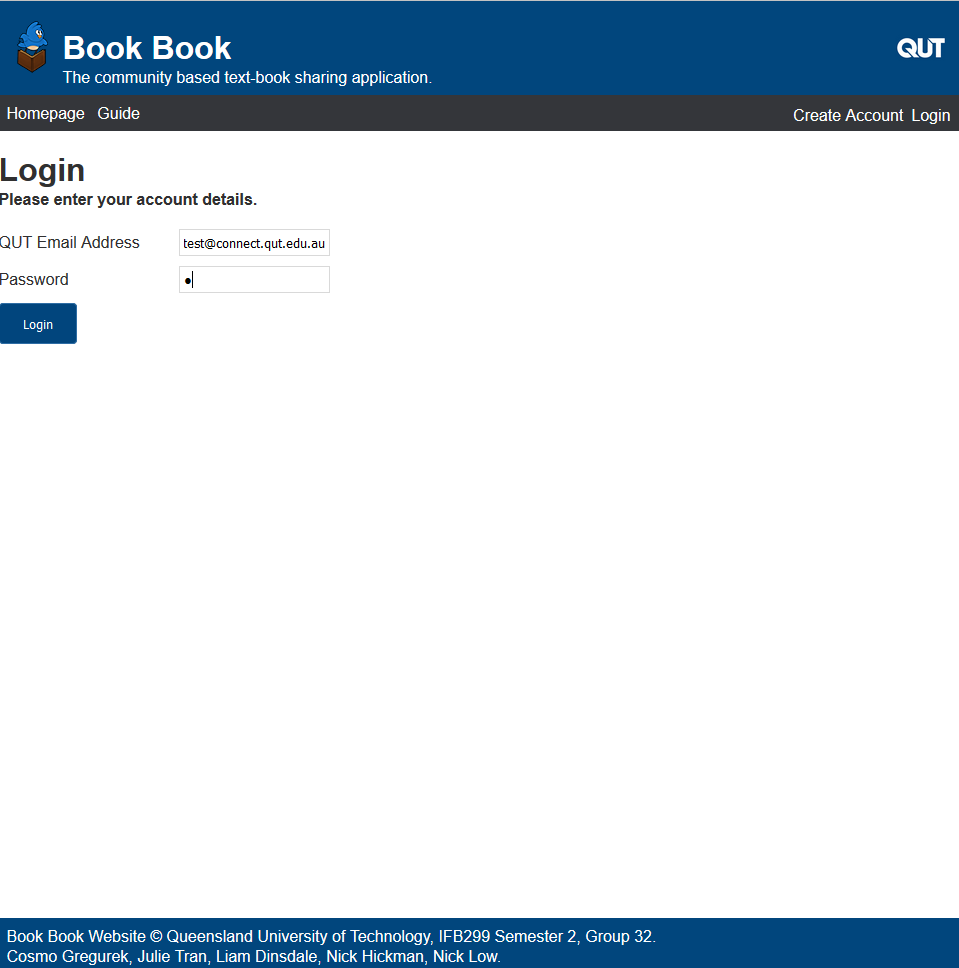 Book Book
QUT
The community based text-book sharing application.
Homepage Guide Create Account Login
Login
Please enter your account details.
QUT Email Address test@connect.qut.edu.au
Password •
Login
Book Book Website © Queensland University of Technology, IFB299 Semester 2, Group 32.
Cosmo Gregurek, Julie Tran, Liam Dinsdale, Nick Hickman, Nick Low.